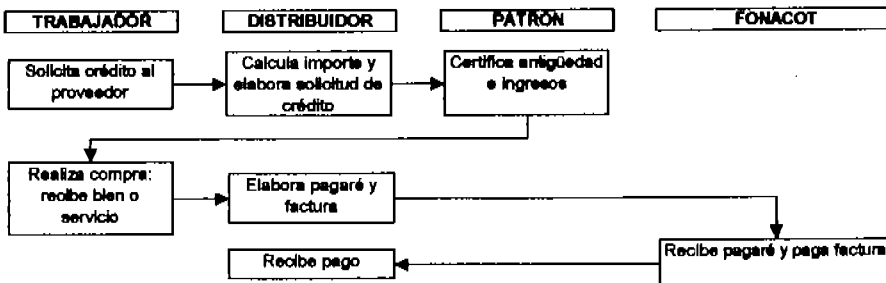 TRABAJADOR
DISTRIBUIDOR
PATRÓN
FONACOT
Solicita crédito al
proveedor
Calcula importe y
elabora solicitud de
crédito
Certifica antigüedad
e ingresos
Realiza compra:
recibe bien o
servicio
Elabora pagaré y
factura
Recibe pago
Recibe pagaré y paga factura